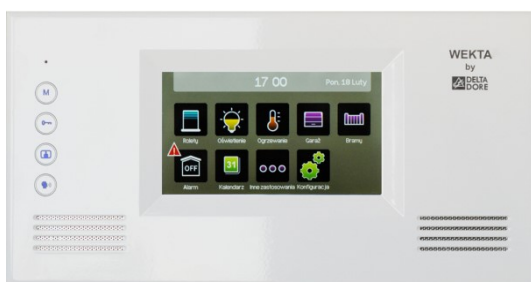 WEKTA
by
DELTA
DORE
17 00
Pon. 18 Luty
M
Rolety
Oświetlenie
Ogrzewanie
Garaż
Bramy
OFF
31
Alarm
Kalendarz
Inne zastosowania
Konfiguracja